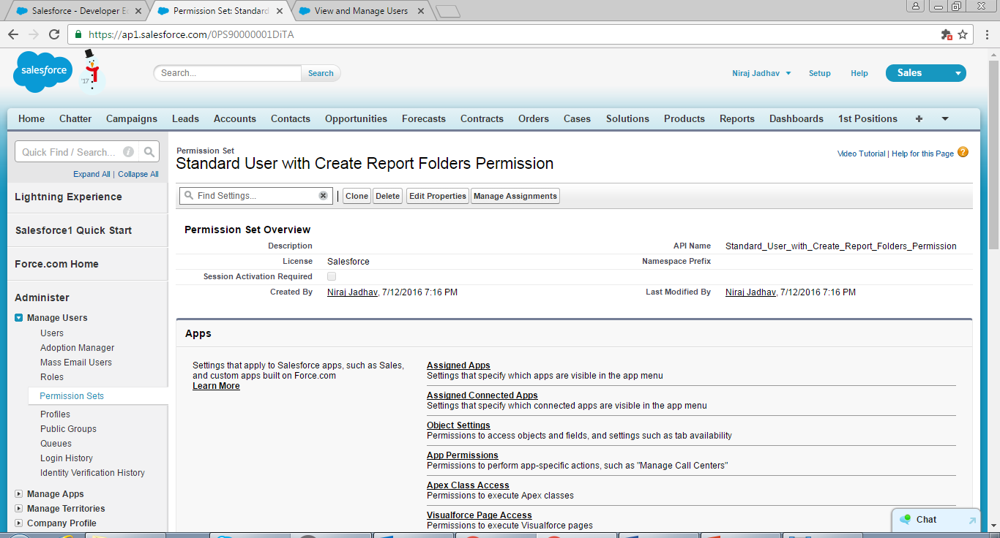 Salesforce - Developer Ed
Permission Set: Standard
View and Manage Users
https://ap1.salesforce.com/0PS90000001DiTA
salesforce
'17
Search...
Search
Niraj Jadhav
Setup
Help
Sales
Home
Chatter
Campaigns
Leads
Accounts
Contacts
Opportunities
Forecasts
Contracts
Orders
Cases
Solutions
Products
Reports
Dashboards
1st Positions
+
Quick Find / Search...
Expand All | Collapse All
Lightning Experience
Salesforce1 Quick Start
Force.com Home
Administer
Manage Users
Users
Adoption Manager
Mass Email Users
Roles
Permission Sets
Profiles
Public Groups
Queues
Login History
Identity Verification History
Manage Apps
Manage Territories
Company Profile
Permission Set
Standard User with Create Report Folders Permission
Video Tutorial | Help for this Page
Find Settings...
Clone
Delete
Edit Properties
Manage Assignments
Permission Set Overview
Description
API Name Standard_User_with_Create_Report_Folders_Permission
License Salesforce
Namespace Prefix
Session Activation Required
Created By Niraj Jadhav, 7/12/2016 7:16 PM
Last Modified By Niraj Jadhav, 7/12/2016 7:16 PM
Apps
Settings that apply to Salesforce apps, such as Sales,
and custom apps built on Force.com
Learn More
Assigned Apps
Settings that specify which apps are visible in the app menu
Assigned Connected Apps
Settings that specify which connected apps are visible in the app menu
Object Settings
Permissions to access objects and fields, and settings such as tab availability
App Permissions
Permissions to perform app-specific actions, such as "Manage Call Centers"
Apex Class Access
Permissions to execute Apex classes
Visualforce Page Access
Permissions to execute Visualforce pages
Chat